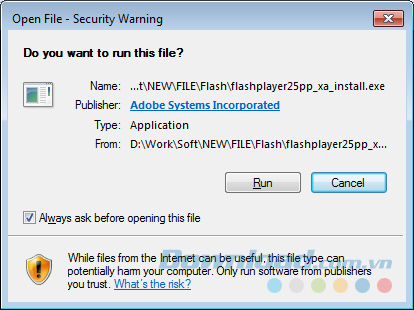 Open File - Security Warning
Do you want to run this file?
Name: ...t\NEW\FILE\Flash\flashplayer25pp_xa_install.exe
Publisher: Adobe Systems Incorporated
Type: Application
From: D:\Work\Soft\NEW\FILE\Flash\flashplayer25pp_x...
Run Cancel
Always ask before opening this file
While files from the Internet can be useful, this file type can
potentially harm your computer. Only run software from publishers
you trust. What's the risk?
Download.com.vn